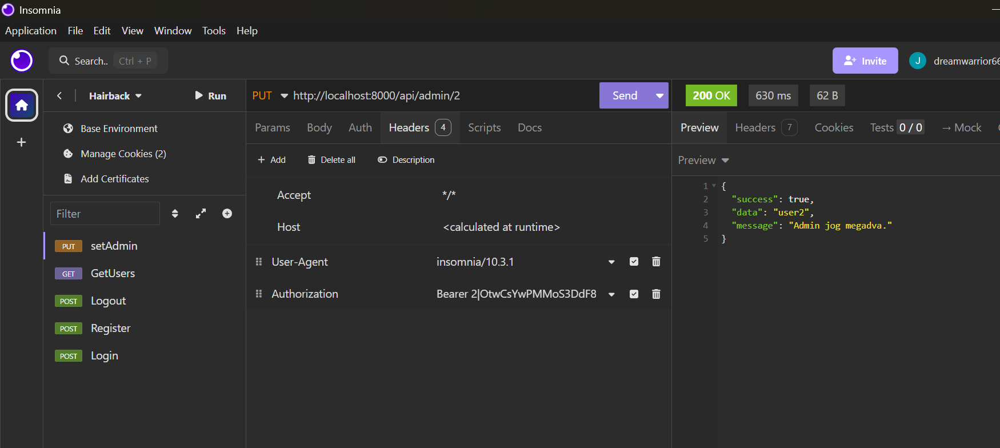 Insomnia
Application File Edit View Window Tools Help
Search.. Ctrl + P
Invite
J
dreamwarrior66
Hairback
Run
Base Environment
Manage Cookies (2)
Add Certificates
Filter
PUT setAdmin
GET GetUsers
POST Logout
POST Register
POST Login
PUT http://localhost:8000/api/admin/2
Send
Params Body Auth Headers 4 Scripts Docs
Add Delete all Description
Accept */*
Host <calculated at runtime>
User-Agent insomnia/10.3.1
Authorization Bearer 2|OtwCsYwPMMoS3DdF8
200 OK 630 ms 62 B
Preview Headers 7 Cookies Tests 0 / 0 → Mock
Preview
1 {
2 "success": true,
3 "data": "user2",
4 "message": "Admin jog megadva."
5 }